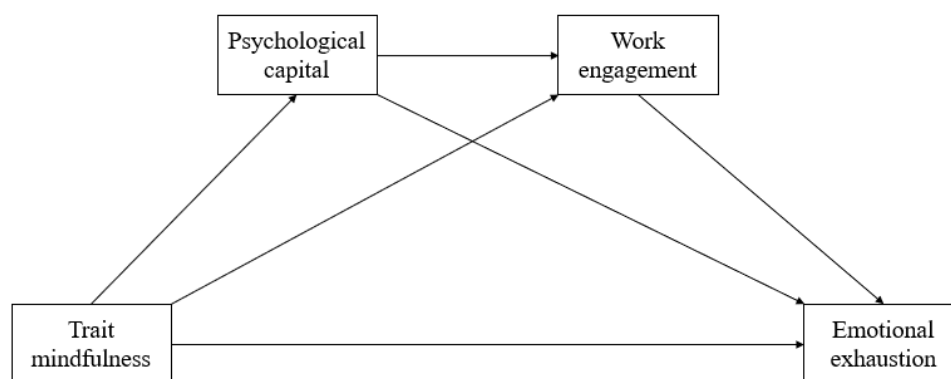 Psychological
capital
Work
engagement
Trait
mindfulness
Emotional
exhaustion